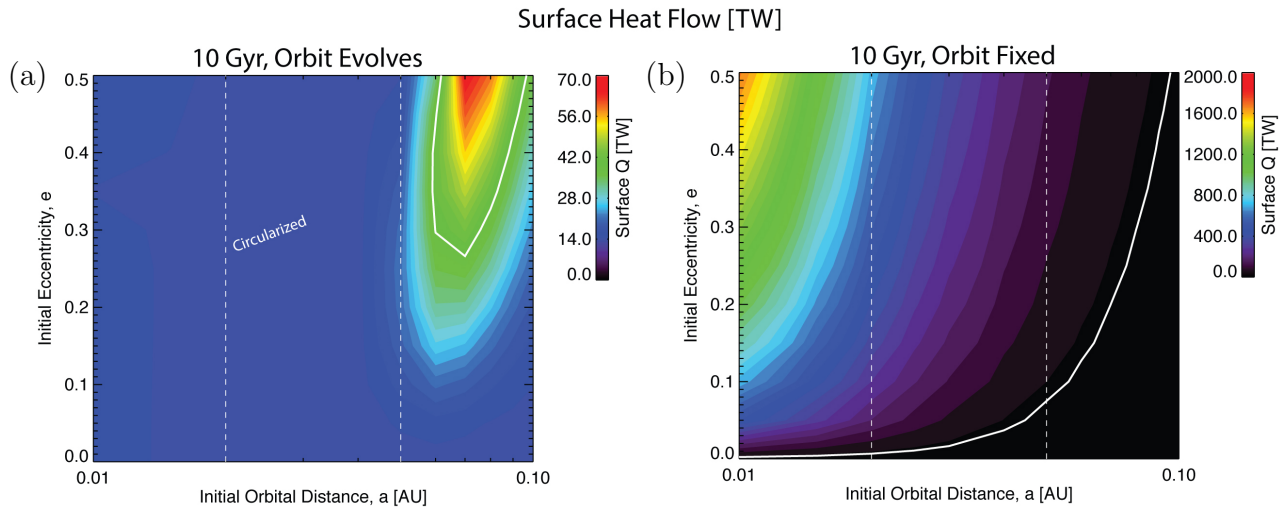 Surface Heat Flow [TW]
(a)
10 Gyr, Orbit Evolves
0.5
0.4
0.3
0.2
0.1
0.0
Initial Eccentricity, e
Circularized
0.01
0.10
Initial Orbital Distance, a [AU]
70.0
56.0
42.0
28.0
14.0
0.0
Surface Q [TW]
(b)
10 Gyr, Orbit Fixed
0.5
0.4
0.3
0.2
0.1
0.0
Initial Eccentricity, e
0.01
0.10
Initial Orbital Distance, a [AU]
2000.0
1600.0
1200.0
800.0
400.0
0.0
Surface Q [TW]